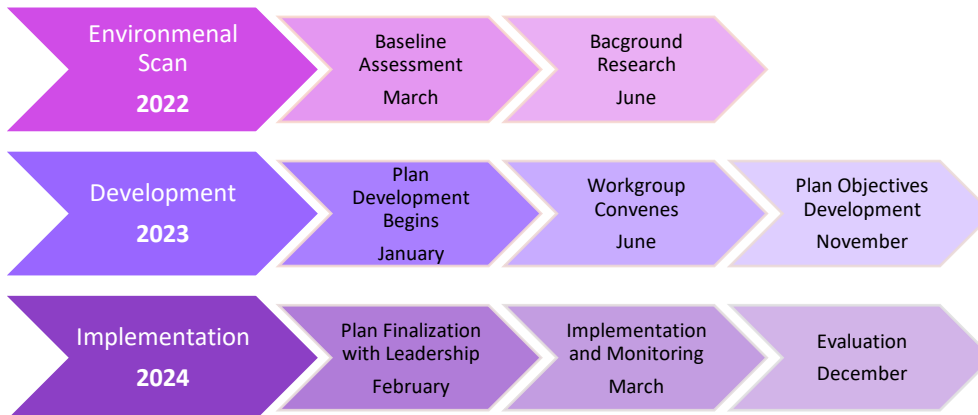 Environmenal
Scan
2022
Baseline
Assessment
March
Bacground
Research
June
Development
2023
Plan
Development
Begins
January
Workgroup
Convenes
June
Plan Objectives
Development
November
Implementation
2024
Plan Finalization
with Leadership
February
Implementation
and Monitoring
March
Evaluation
December